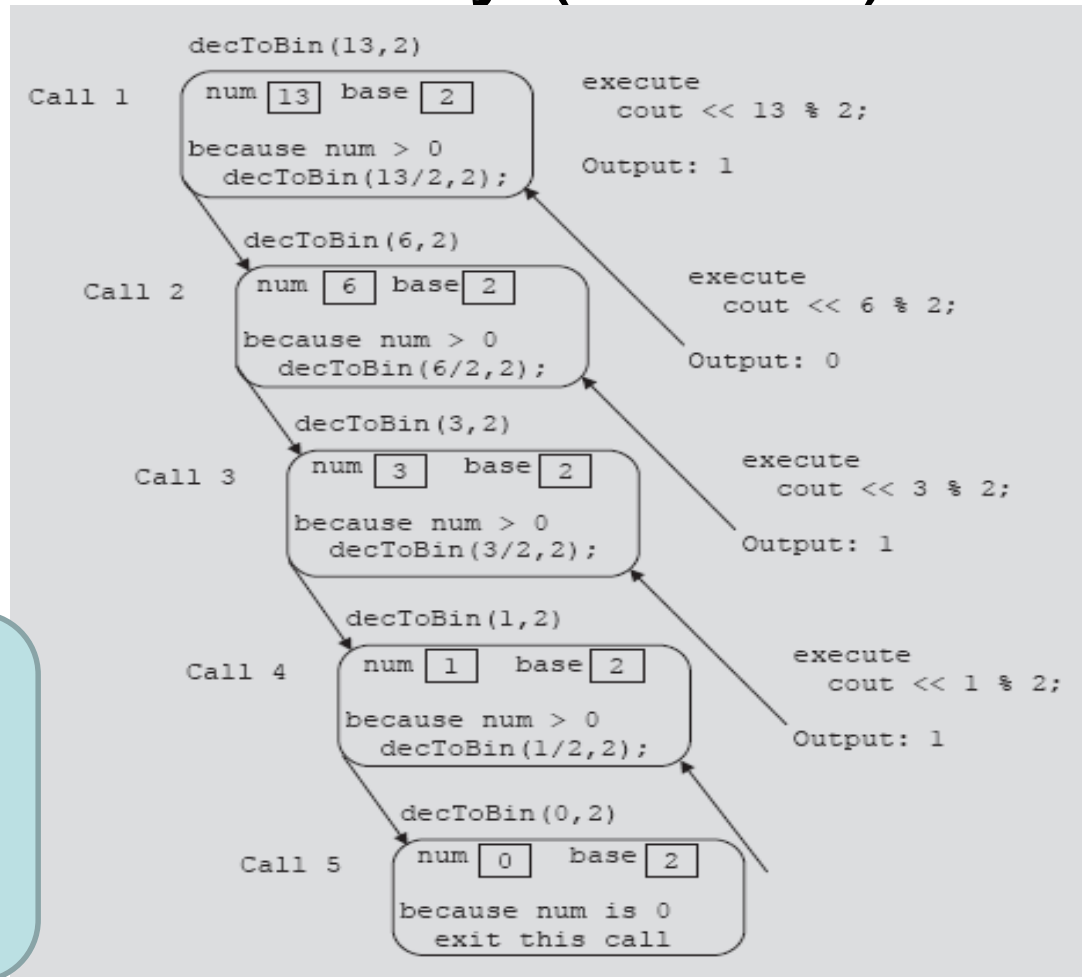 decToBin(13,2)
Call 1
num 13 base 2
because num > 0
decToBin(13/2,2);
execute
cout << 13 % 2;
Output: 1
decToBin(6,2)
Call 2
num 6 base 2
because num > 0
decToBin(6/2,2);
execute
cout << 6 % 2;
Output: 0
decToBin(3,2)
Call 3
num 3 base 2
because num > 0
decToBin(3/2,2);
execute
cout << 3 % 2;
Output: 1
decToBin(1,2)
Call 4
num 1 base 2
because num > 0
decToBin(1/2,2);
execute
cout << 1 % 2;
Output: 1
decToBin(0,2)
Call 5
num 0 base 2
because num is 0
exit this call